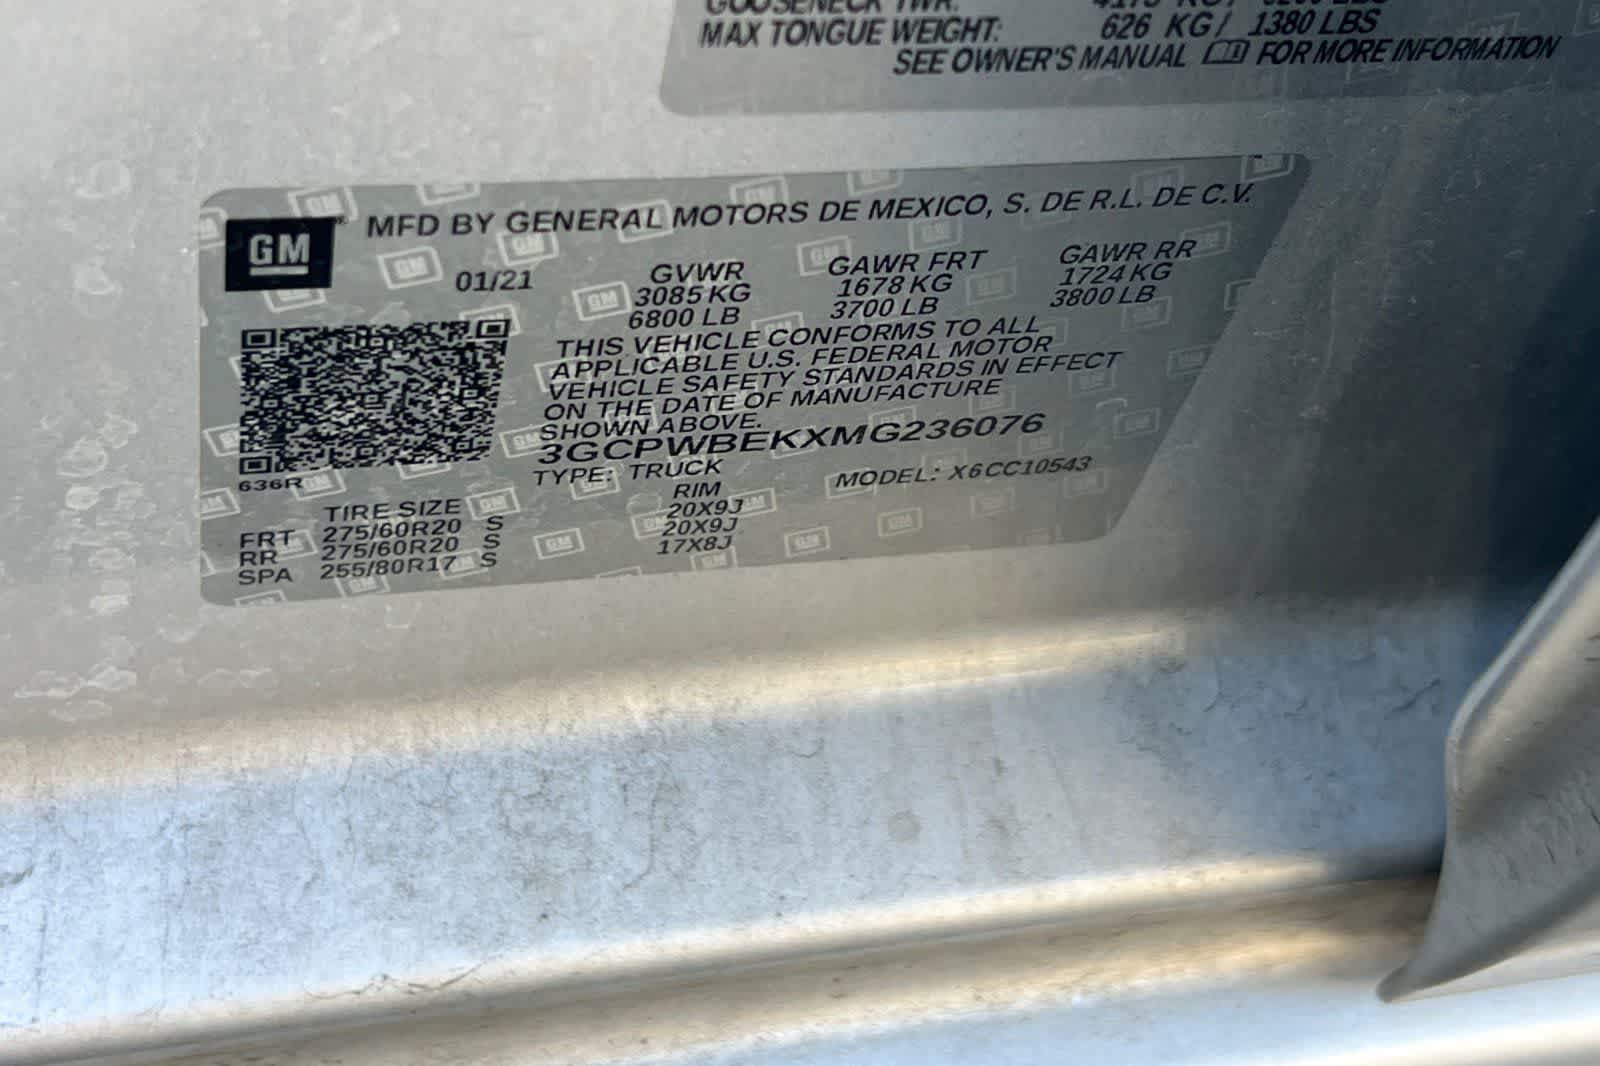 GOOSENECK TWR:
MAX TONGUE WEIGHT: 626 KG/ 1380 LBS
SEE OWNER'S MANUAL FOR MORE INFORMATION
GM® MFD BY GENERAL MOTORS DE MEXICO, S. DE R.L. DE C.V.
01/21 GVWR GAWR FRT GAWR RR
3085 KG 1678 KG 1724 KG
6800 LB 3700 LB 3800 LB
THIS VEHICLE CONFORMS TO ALL
APPLICABLE U.S. FEDERAL MOTOR
VEHICLE SAFETY STANDARDS IN EFFECT
ON THE DATE OF MANUFACTURE
SHOWN ABOVE.
3GCPWBEKXMG236076
TYPE: TRUCK MODEL: X6CC10543
636R
TIRE SIZE RIM
FRT 275/60R20 S 20X9J
RR 275/60R20 S 20X9J
SPA 255/80R17 S 17X8J